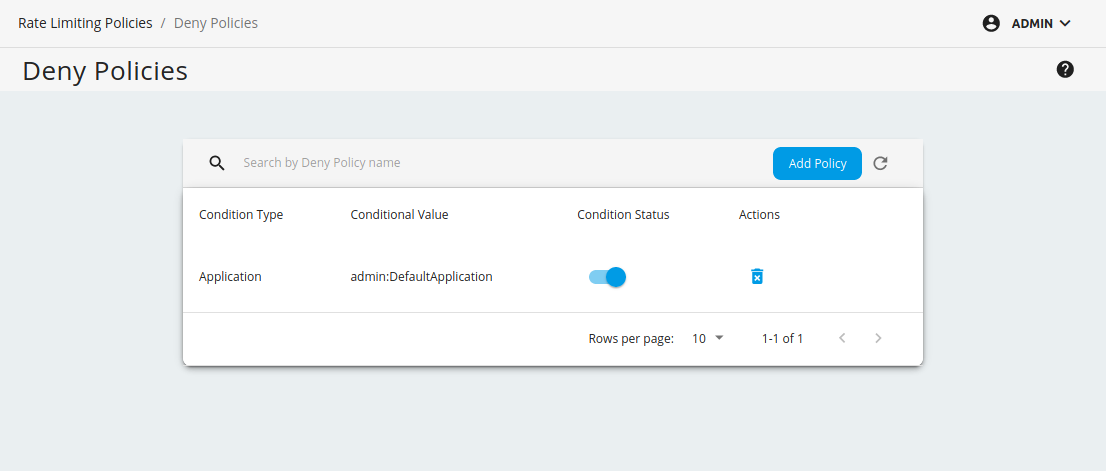 Rate Limiting Policies / Deny Policies
ADMIN
Deny Policies
Search by Deny Policy name
Add Policy
Condition Type Conditional Value Condition Status Actions
Application admin:DefaultApplication
Rows per page: 10 1-1 of 1